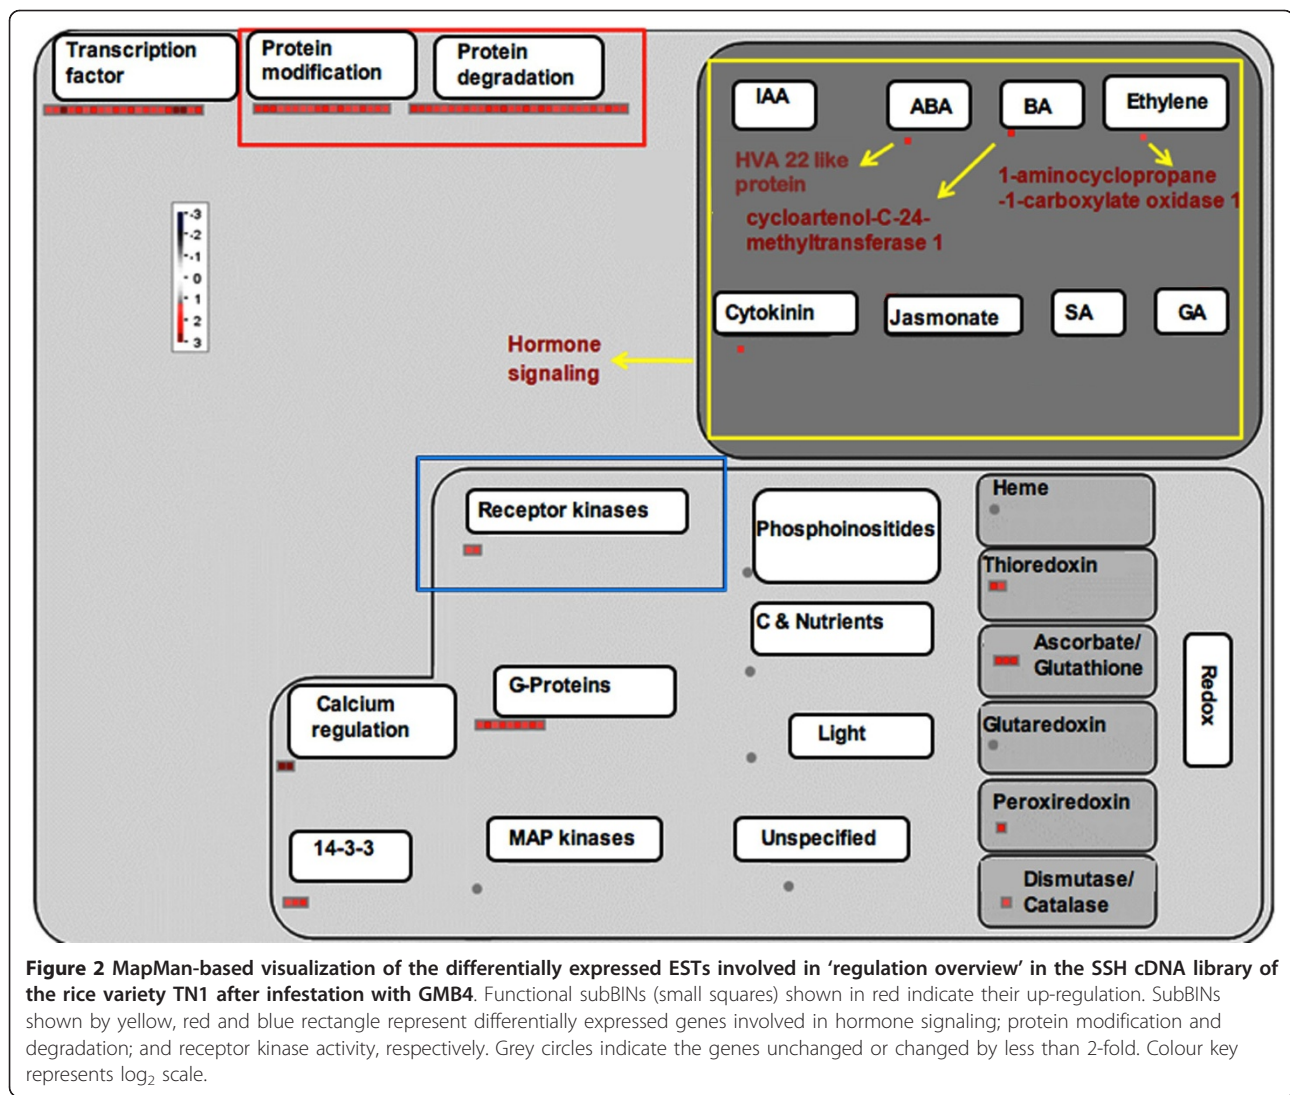 Transcription
factor
Protein
modification
Protein
degradation
IAA
ABA
BA
Ethylene
HVA 22 like
protein
1-aminocyclopropane
-1-carboxylate oxidase 1
cycloartenol-C-24-
methyltransferase 1
-3
-2
-1
0
1
2
3
Cytokinin
Jasmonate
SA
GA
Hormone
signaling
Receptor kinases
Phosphoinositides
Heme
Thioredoxin
C & Nutrients
Ascorbate/
Glutathione
Redox
G-Proteins
Calcium
regulation
Light
Glutaredoxin
Peroxiredoxin
14-3-3
MAP kinases
Unspecified
Dismutase/
Catalase
Figure 2 MapMan-based visualization of the differentially expressed ESTs involved in ‘regulation overview’ in the SSH cDNA library of
the rice variety TN1 after infestation with GMB4. Functional subBINs (small squares) shown in red indicate their up-regulation. SubBINs
shown by yellow, red and blue rectangle represent differentially expressed genes involved in hormone signaling; protein modification and
degradation; and receptor kinase activity, respectively. Grey circles indicate the genes unchanged or changed by less than 2-fold. Colour key
represents log₂ scale.